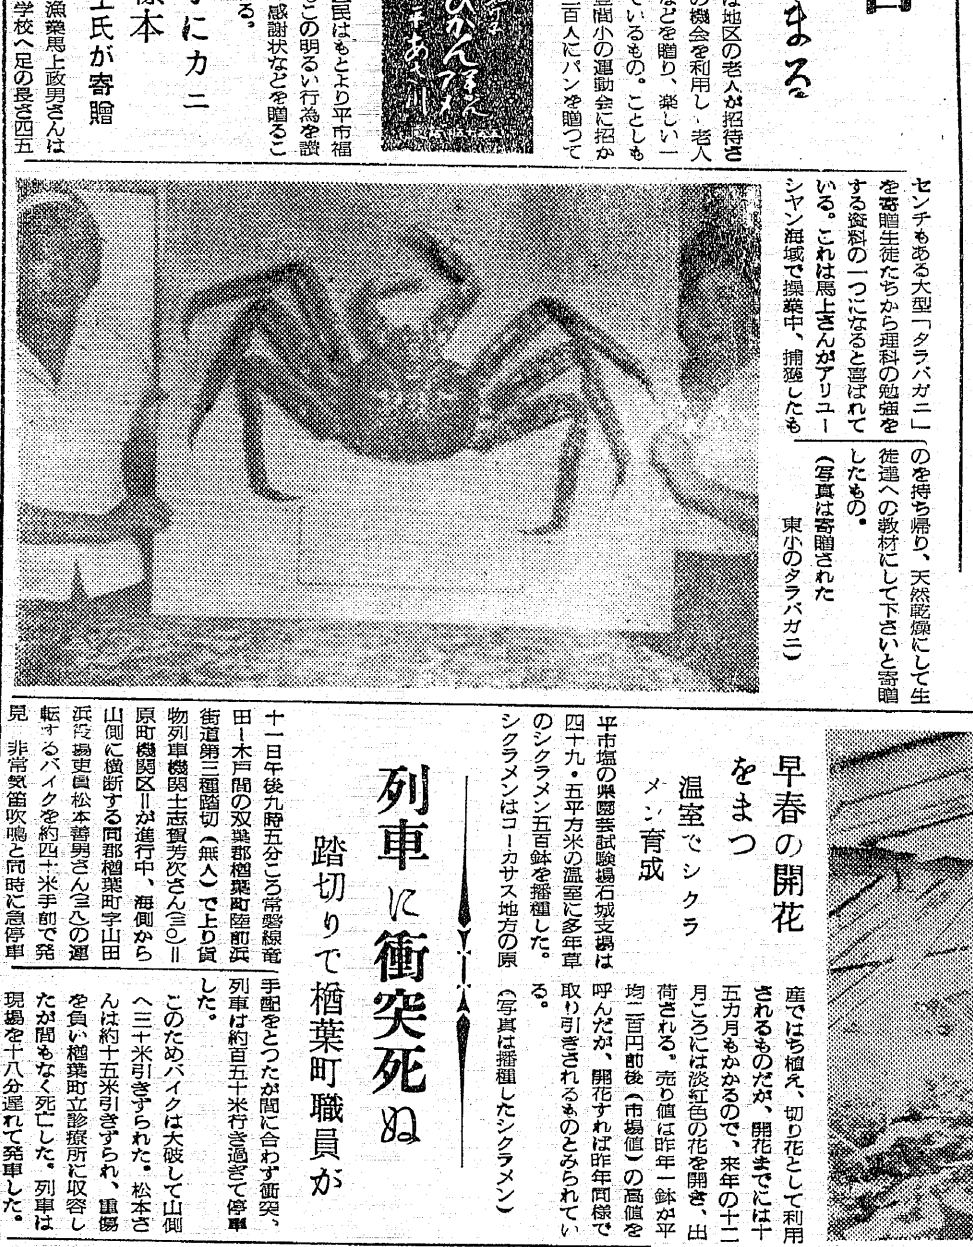 まる
は地区の老人が招待さ
の機会を利用し、老人
などを贈り、楽しい一
ているもの。ことしも
昼間小の運動会に招か
百人にパンを贈つて
民はもとより平市福
この明るい行為を讃
感謝状などを贈るこ
る。
にカニ
標本
氏が寄贈
漁業馬上政男さんは
学校へ足の長さ四五
センチもある大型「タラバガニ」
を寄贈生徒たちから理科の勉強を
する資料の一つになると喜ばれて
いる。これは馬上さんがアリユー
シヤン海域で操業中、捕獲したも
のを持ち帰り、天然乾燥にして生
徒達への教材にして下さいと寄贈
したもの。
（写真は寄贈された
東小のタラバガニ）
早春の開花
をまつ
温室でシクラ
メン育成
平市塩の県園芸試験場石城支場は
四十九・五平方米の温室に多年草
のシクラメン五百鉢を播種した。
シクラメンはコーカサス地方の原
産ではち植え、切り花として利用
されるものだが、開花までには十
五カ月もかかるので、来年の十二
月ころには淡紅色の花を開き、出
荷される。売り値は昨年一鉢が平
均二百円前後（市場値）の高値を
呼んだが、開花すれば昨年同様で
取り引きされるものとみられてい
る。
（写真は播種したシクラメン）
列車に衝突死ぬ
踏切りで楢葉町職員が
十一日午後九時五分ころ常磐線竜
田－木戸間の双葉郡楢葉町陸前浜
街道第三種踏切（無人）で上り貨
物列車機関士志賀芳次さん（三〇）＝
原町機関区＝が進行中、海側から
山側に横断する同郡楢葉町字山田
浜役場吏員松本善男さん（三八）の運
転するバイクを約四十米手前で発
見　非常気笛吹鳴と同時に急停車
手配をとつたが間に合わず衝突、
列車は約百五十米行き過ぎて停車
した。
このためバイクは大破して山側
へ三十米引きずられた。松本さ
んは約十五米引きずられ、重傷
を負い楢葉町立診療所に収容し
たが間もなく死亡した。列車は
現場を十八分遅れて発車した。